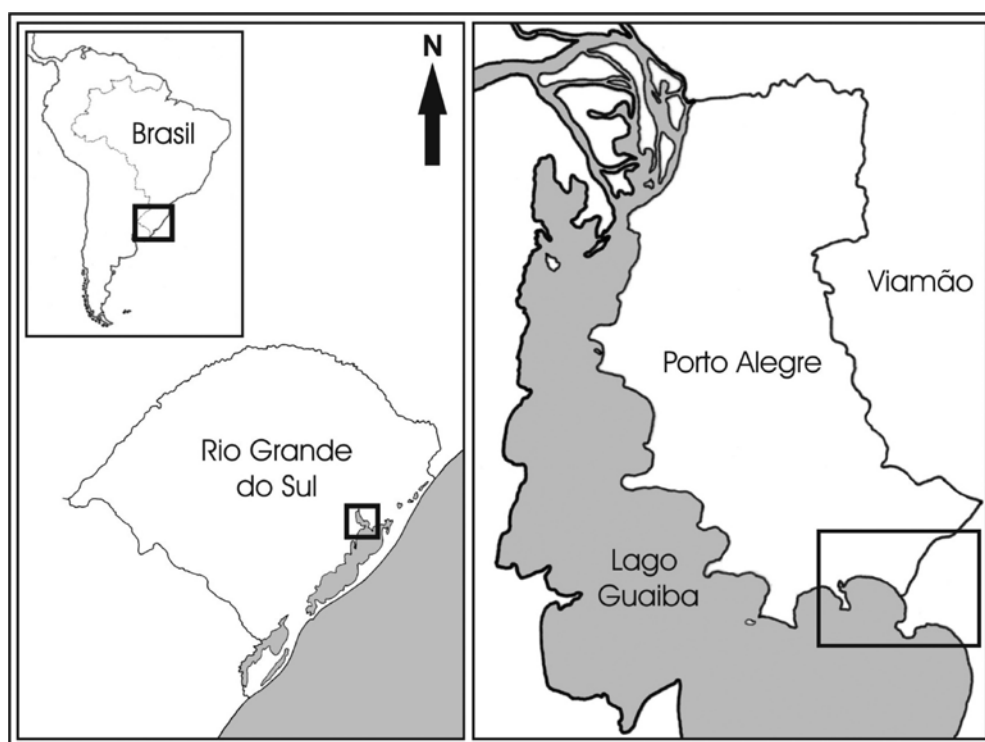 Brasil
N
Rio Grande
do Sul
Viamão
Porto Alegre
Lago
Guaiba